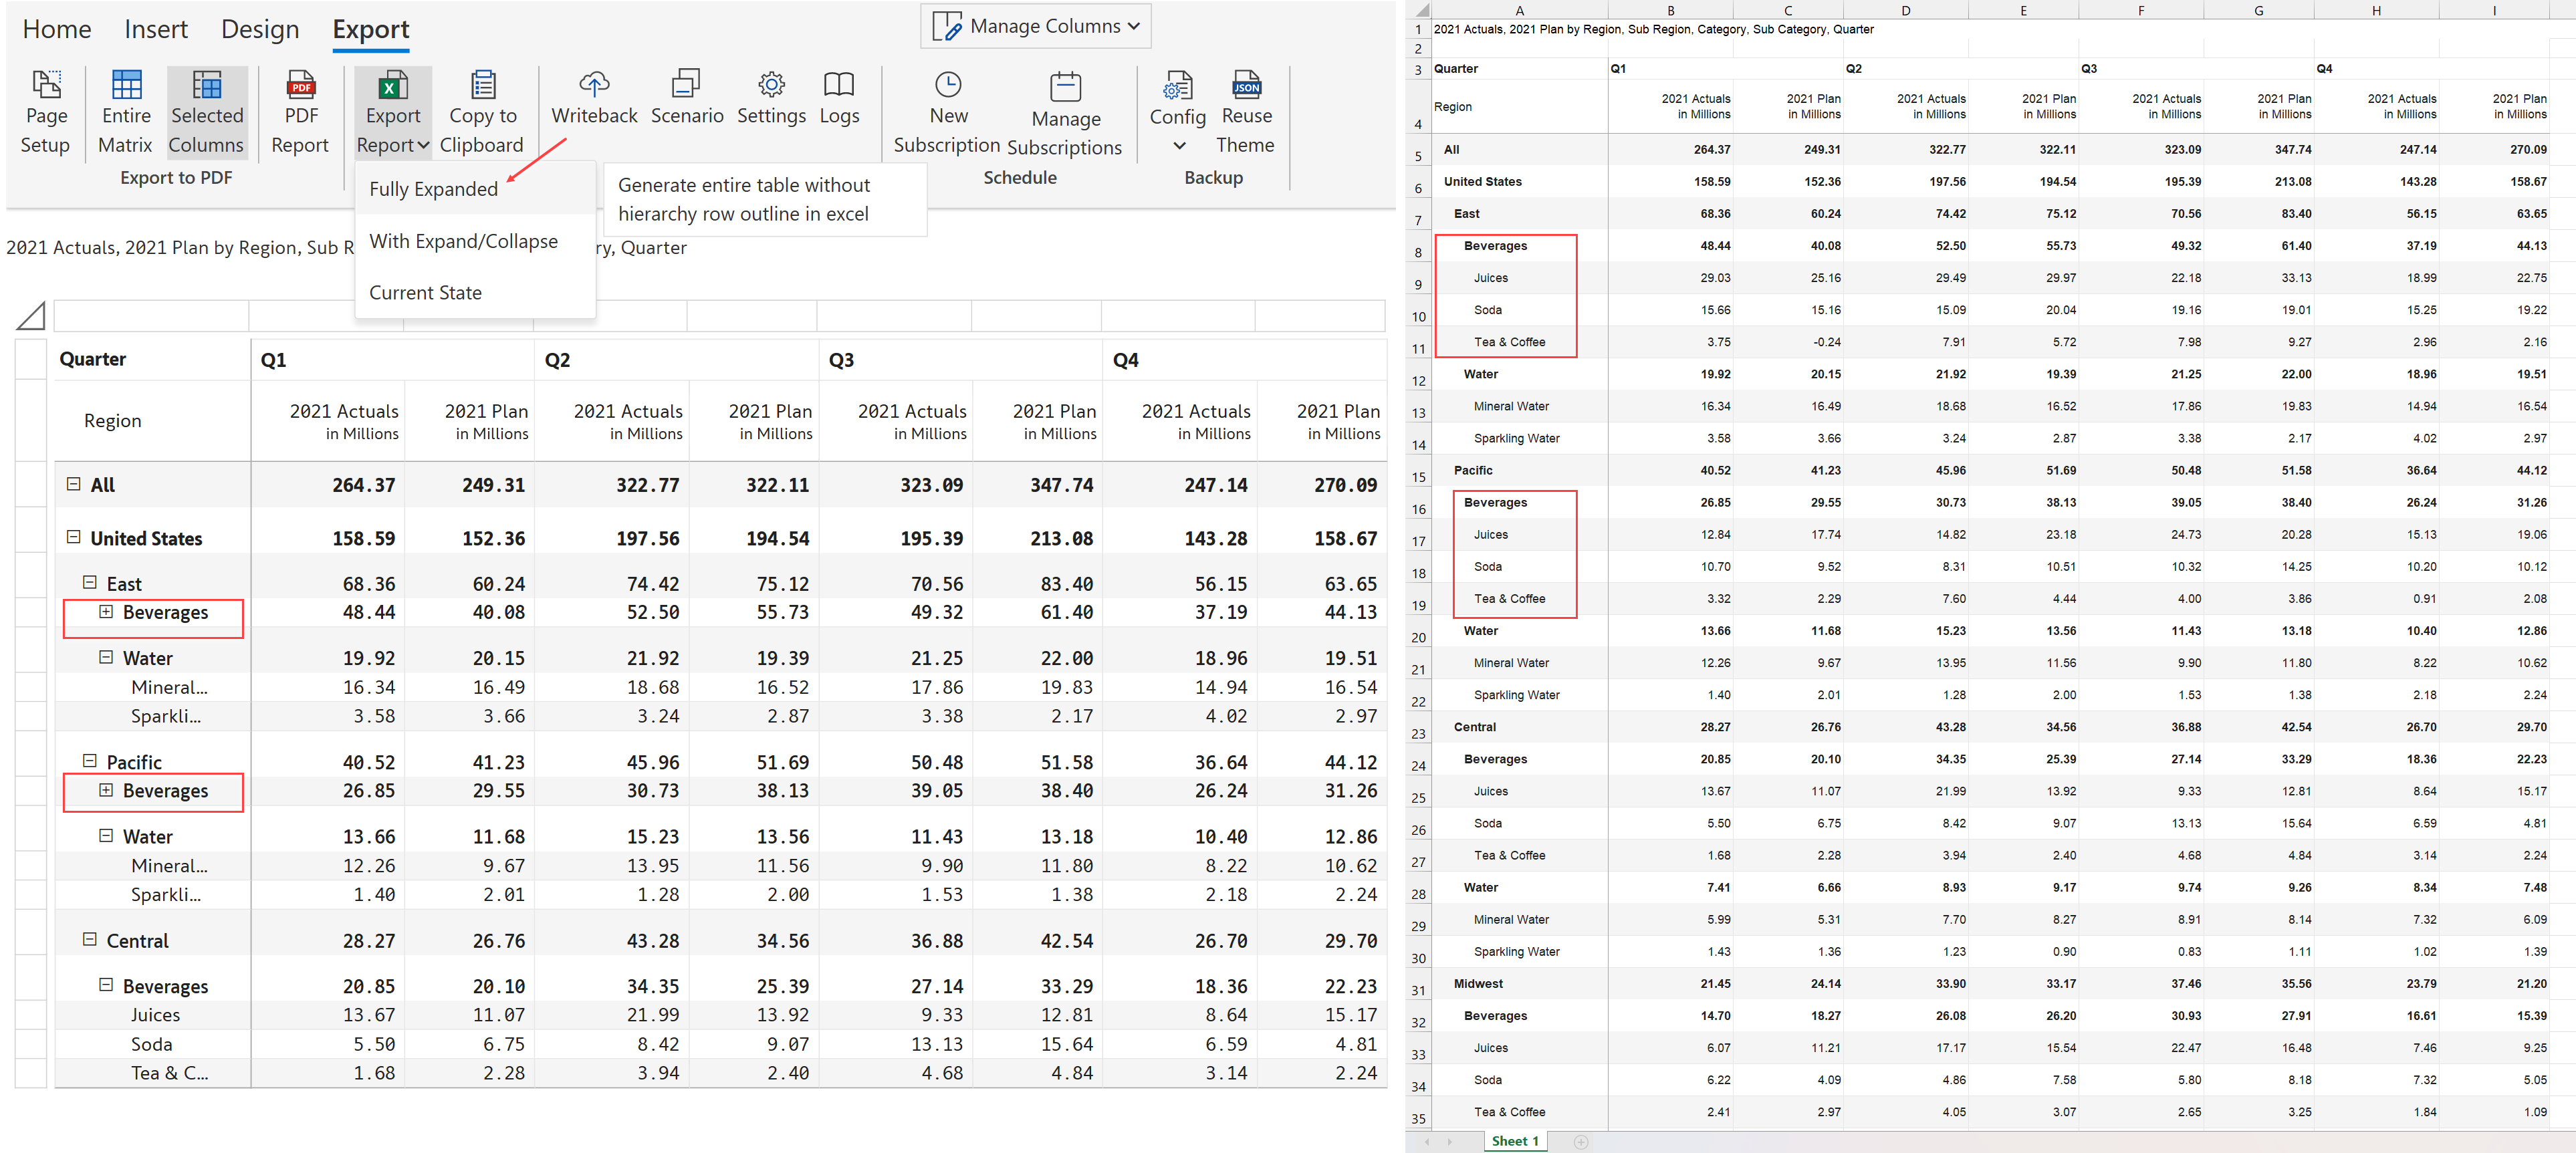 Home Insert Design Export
Manage Columns
Page Setup
Entire Matrix
Selected Columns
PDF
PDF Report
X
Export Report
Copy to Clipboard
Writeback
Scenario
Settings
Logs
New Subscription
Manage Subscriptions
Config
JSON
Reuse Theme
Export to PDF
Schedule
Backup
Fully Expanded
With Expand/Collapse
Current State
Generate entire table without
hierarchy row outline in excel
2021 Actuals, 2021 Plan by Region, Sub R ry, Quarter
Quarter Q1 Q2 Q3 Q4
Region 2021 Actuals in Millions 2021 Plan in Millions 2021 Actuals in Millions 2021 Plan in Millions 2021 Actuals in Millions 2021 Plan in Millions 2021 Actuals in Millions 2021 Plan in Millions
All 264.37 249.31 322.77 322.11 323.09 347.74 247.14 270.09
United States 158.59 152.36 197.56 194.54 195.39 213.08 143.28 158.67
East 68.36 60.24 74.42 75.12 70.56 83.40 56.15 63.65
Beverages 48.44 40.08 52.50 55.73 49.32 61.40 37.19 44.13
Water 19.92 20.15 21.92 19.39 21.25 22.00 18.96 19.51
Mineral... 16.34 16.49 18.68 16.52 17.86 19.83 14.94 16.54
Sparkli... 3.58 3.66 3.24 2.87 3.38 2.17 4.02 2.97
Pacific 40.52 41.23 45.96 51.69 50.48 51.58 36.64 44.12
Beverages 26.85 29.55 30.73 38.13 39.05 38.40 26.24 31.26
Water 13.66 11.68 15.23 13.56 11.43 13.18 10.40 12.86
Mineral... 12.26 9.67 13.95 11.56 9.90 11.80 8.22 10.62
Sparkli... 1.40 2.01 1.28 2.00 1.53 1.38 2.18 2.24
Central 28.27 26.76 43.28 34.56 36.88 42.54 26.70 29.70
Beverages 20.85 20.10 34.35 25.39 27.14 33.29 18.36 22.23
Juices 13.67 11.07 21.99 13.92 9.33 12.81 8.64 15.17
Soda 5.50 6.75 8.42 9.07 13.13 15.64 6.59 4.81
Tea & C... 1.68 2.28 3.94 2.40 4.68 4.84 3.14 2.24
A B C D E F G H I
1 2021 Actuals, 2021 Plan by Region, Sub Region, Category, Sub Category, Quarter
2
3 Quarter Q1 Q2 Q3 Q4
4 Region 2021 Actuals in Millions 2021 Plan in Millions 2021 Actuals in Millions 2021 Plan in Millions 2021 Actuals in Millions 2021 Plan in Millions 2021 Actuals in Millions 2021 Plan in Millions
5 All 264.37 249.31 322.77 322.11 323.09 347.74 247.14 270.09
6 United States 158.59 152.36 197.56 194.54 195.39 213.08 143.28 158.67
7 East 68.36 60.24 74.42 75.12 70.56 83.40 56.15 63.65
8 Beverages 48.44 40.08 52.50 55.73 49.32 61.40 37.19 44.13
9 Juices 29.03 25.16 29.49 29.97 22.18 33.13 18.99 22.75
10 Soda 15.66 15.16 15.09 20.04 19.16 19.01 15.25 19.22
11 Tea & Coffee 3.75 -0.24 7.91 5.72 7.98 9.27 2.96 2.16
12 Water 19.92 20.15 21.92 19.39 21.25 22.00 18.96 19.51
13 Mineral Water 16.34 16.49 18.68 16.52 17.86 19.83 14.94 16.54
14 Sparkling Water 3.58 3.66 3.24 2.87 3.38 2.17 4.02 2.97
15 Pacific 40.52 41.23 45.96 51.69 50.48 51.58 36.64 44.12
16 Beverages 26.85 29.55 30.73 38.13 39.05 38.40 26.24 31.26
17 Juices 12.84 17.74 14.82 23.18 24.73 20.28 15.13 19.06
18 Soda 10.70 9.52 8.31 10.51 10.32 14.25 10.20 10.12
19 Tea & Coffee 3.32 2.29 7.60 4.44 4.00 3.86 0.91 2.08
20 Water 13.66 11.68 15.23 13.56 11.43 13.18 10.40 12.86
21 Mineral Water 12.26 9.67 13.95 11.56 9.90 11.80 8.22 10.62
22 Sparkling Water 1.40 2.01 1.28 2.00 1.53 1.38 2.18 2.24
23 Central 28.27 26.76 43.28 34.56 36.88 42.54 26.70 29.70
24 Beverages 20.85 20.10 34.35 25.39 27.14 33.29 18.36 22.23
25 Juices 13.67 11.07 21.99 13.92 9.33 12.81 8.64 15.17
26 Soda 5.50 6.75 8.42 9.07 13.13 15.64 6.59 4.81
27 Tea & Coffee 1.68 2.28 3.94 2.40 4.68 4.84 3.14 2.24
28 Water 7.41 6.66 8.93 9.17 9.74 9.26 8.34 7.48
29 Mineral Water 5.99 5.31 7.70 8.27 8.91 8.14 7.32 6.09
30 Sparkling Water 1.43 1.36 1.23 0.90 0.83 1.11 1.02 1.39
31 Midwest 21.45 24.14 33.90 33.17 37.46 35.56 23.79 21.20
32 Beverages 14.70 18.27 26.08 26.20 30.93 27.91 16.61 15.39
33 Juices 6.07 11.21 17.17 15.54 22.47 16.48 7.46 9.25
34 Soda 6.22 4.09 4.86 7.58 5.80 8.18 7.32 5.05
35 Tea & Coffee 2.41 2.97 4.05 3.07 2.65 3.25 1.84 1.09
Sheet 1